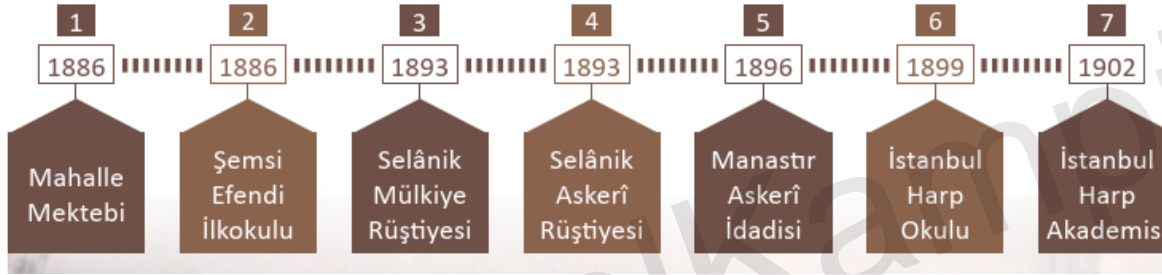 1 2 3 4 5 6 7
1886 1886 1893 1893 1896 1899 1902
Mahalle
Mektebi
Şemsi
Efendi
İlkokulu
Selânik
Mülkiye
Rüştiyesi
Selânik
Askerî
Rüştiyesi
Manastır
Askerî
İdadisi
İstanbul
Harp
Okulu
İstanbul
Harp
Akademis